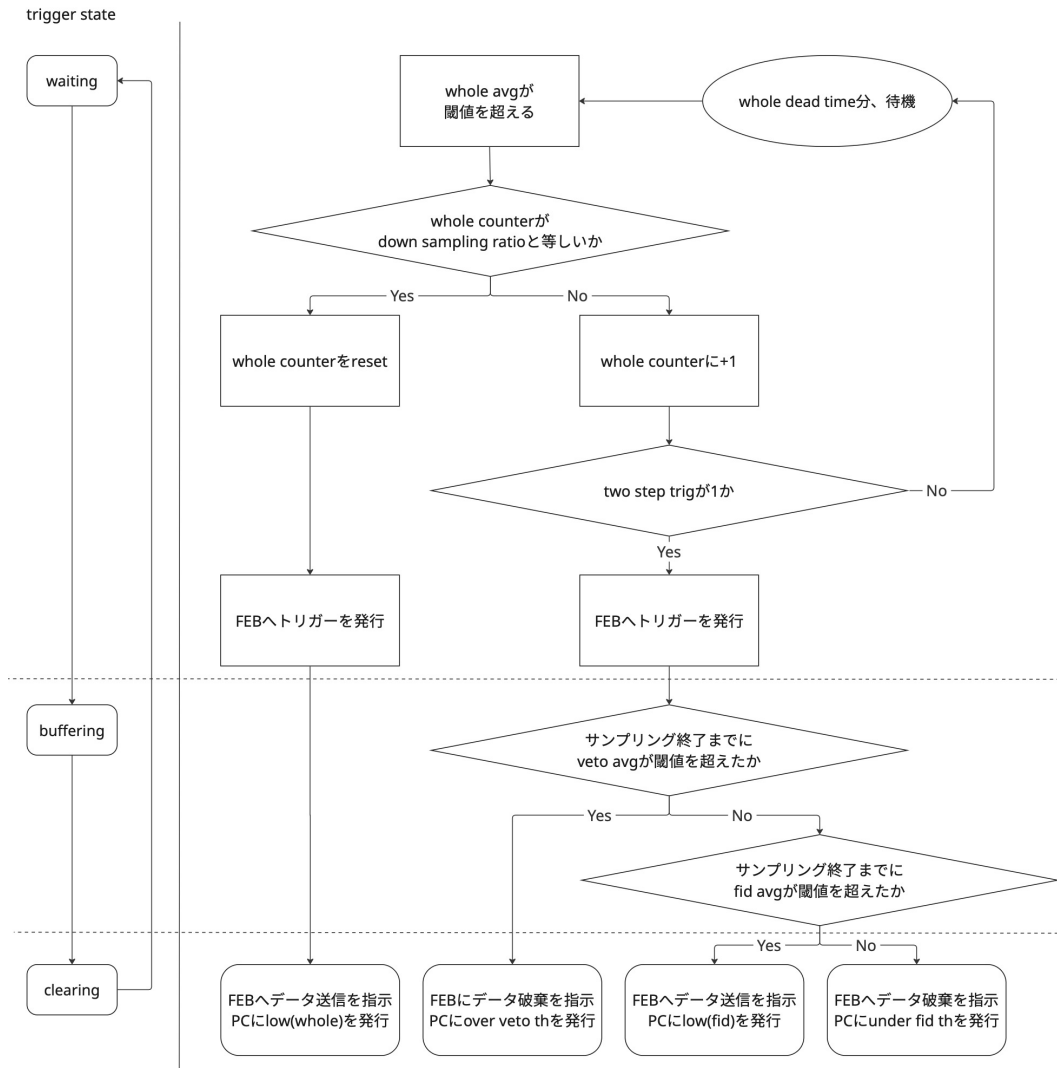 trigger state
waiting
whole avgが
閾値を超える
whole dead time分、待機
whole counterが
down sampling ratioと等しいか
Yes
No
whole counterをreset
whole counterに+1
two step trigが1か
No
Yes
FEBへトリガーを発行
FEBへトリガーを発行
buffering
サンプリング終了までに
veto avgが閾値を超えたか
Yes
No
サンプリング終了までに
fid avgが閾値を超えたか
Yes
No
clearing
FEBへデータ送信を指示
PCにlow(whole)を発行
FEBにデータ破棄を指示
PCにover veto thを発行
FEBへデータ送信を指示
PCにlow(fid)を発行
FEBへデータ破棄を指示
PCにunder fid thを発行